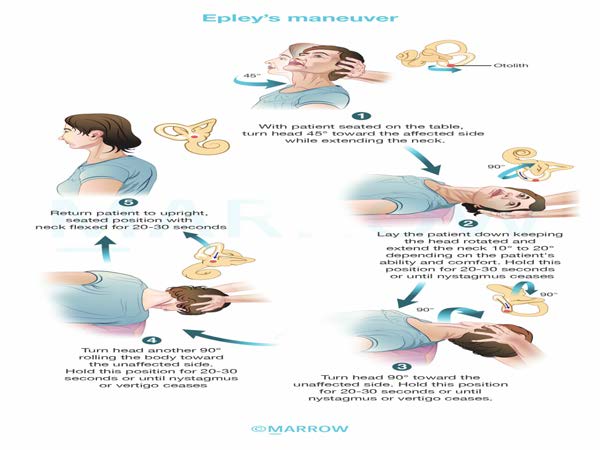 Epley's maneuver
45°
Otolith
1
With patient seated on the table,
turn head 45° toward the affected side
while extending the neck.
90°
2
Lay the patient down keeping
the head rotated and
extend the neck 10° to 20°
depending on the patient's
ability and comfort. Hold this
position for 20-30 seconds
or until nystagmus ceases
90°
90°
3
Turn head 90° toward the
unaffected side. Hold this position
for 20-30 seconds or until
nystagmus or vertigo ceases.
4
Turn head another 90°
rolling the body toward
the unaffected side.
Hold this position for 20-30
seconds or until nystagmus
or vertigo ceases
5
Return patient to upright,
seated position with
neck flexed for 20-30 seconds
©MARROW